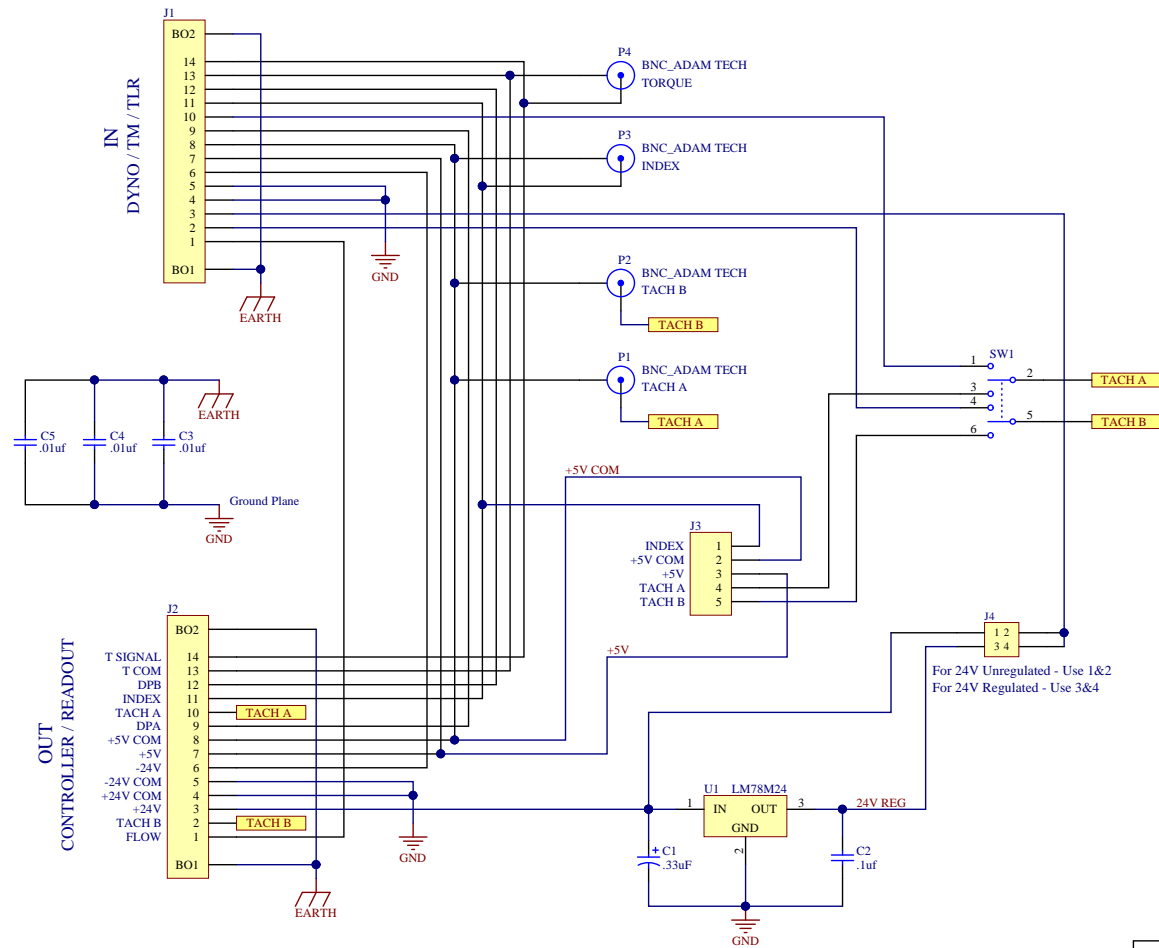 J1
BO2
14
13
12
11
10
9
8
7
6
5
4
3
2
1
BO1
IN
DYNO / TM / TLR
EARTH
GND
P4
BNC_ADAM TECH
TORQUE
P3
BNC_ADAM TECH
INDEX
P2
BNC_ADAM TECH
TACH B
TACH B
P1
BNC_ADAM TECH
TACH A
TACH A
SW1
1
2
3
4
5
6
TACH A
TACH B
EARTH
C5
.01uf
C4
.01uf
C3
.01uf
Ground Plane
GND
+5V COM
J3
INDEX 1
+5V COM 2
+5V 3
TACH A 4
TACH B 5
+5V
J4
1 2
3 4
For 24V Unregulated - Use 1&2
For 24V Regulated - Use 3&4
J2
BO2
T SIGNAL 14
T COM 13
DPB 12
INDEX 11
TACH A 10 TACH A
DPA 9
+5V COM 8
+5V 7
-24V 6
-24V COM 5
+24V COM 4
+24V 3
TACH B 2 TACH B
FLOW 1
BO1
OUT
CONTROLLER / READOUT
EARTH
GND
U1 LM78M24
1 IN OUT 3
GND
2
24V REG
+ C1
.33uF
C2
.1uf
GND